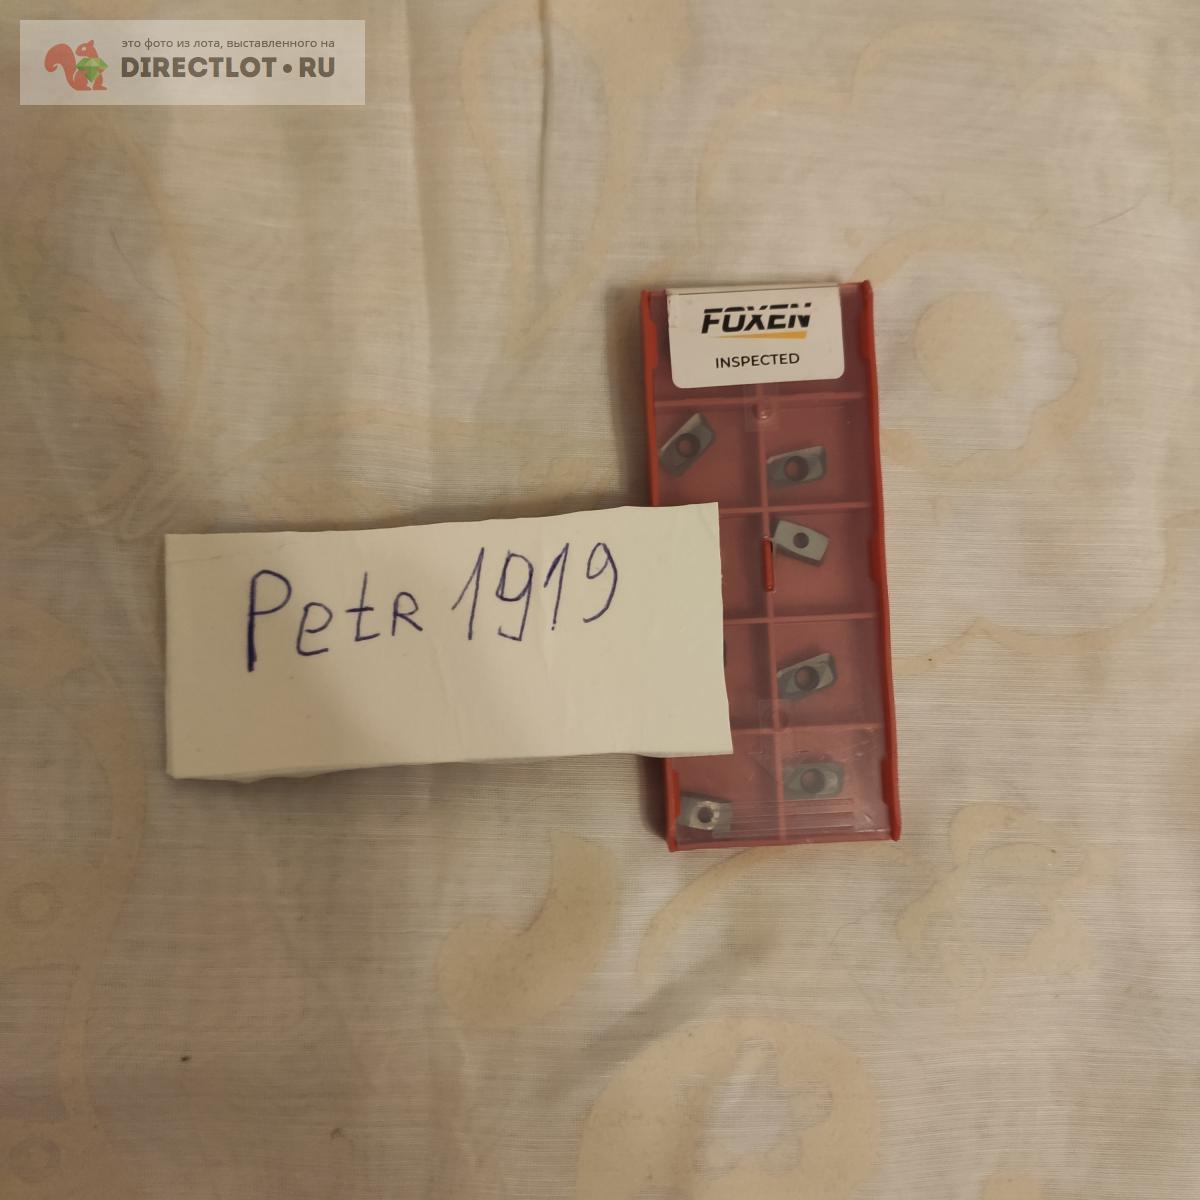 это фото из лота, выставленного на
DIRECTLOT•RU
FOXEN
INSPECTED
Petr 1919